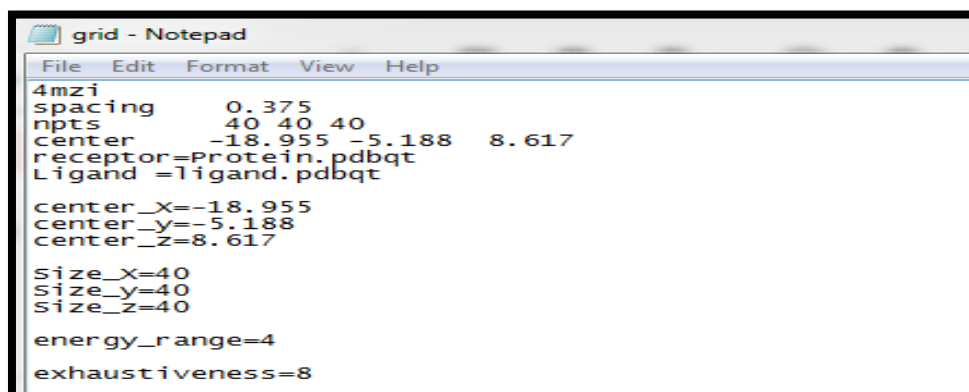 grid - Notepad
File Edit Format View Help
4mzi
spacing 0.375
npts 40 40 40
center -18.955 -5.188 8.617
receptor=Protein.pdbqt
Ligand =ligand.pdbqt
center_X=-18.955
center_y=-5.188
center_z=8.617
Size_X=40
Size_y=40
Size_z=40
energy_range=4
exhaustiveness=8